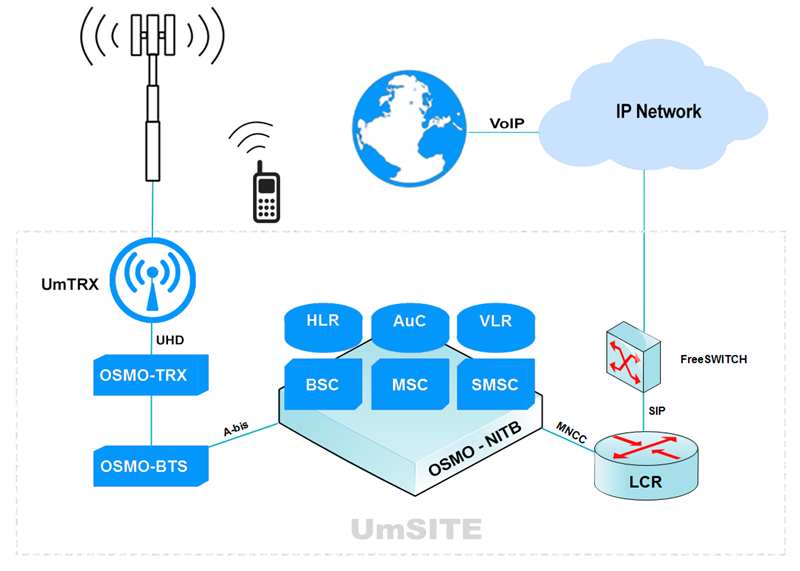 VoIP
IP Network
UmTRX
UHD
OSMO-TRX
OSMO-BTS
A-bis
HLR
AuC
VLR
BSC
MSC
SMSC
OSMO - NITB
MNCC
FreeSWITCH
SIP
LCR
UmSITE